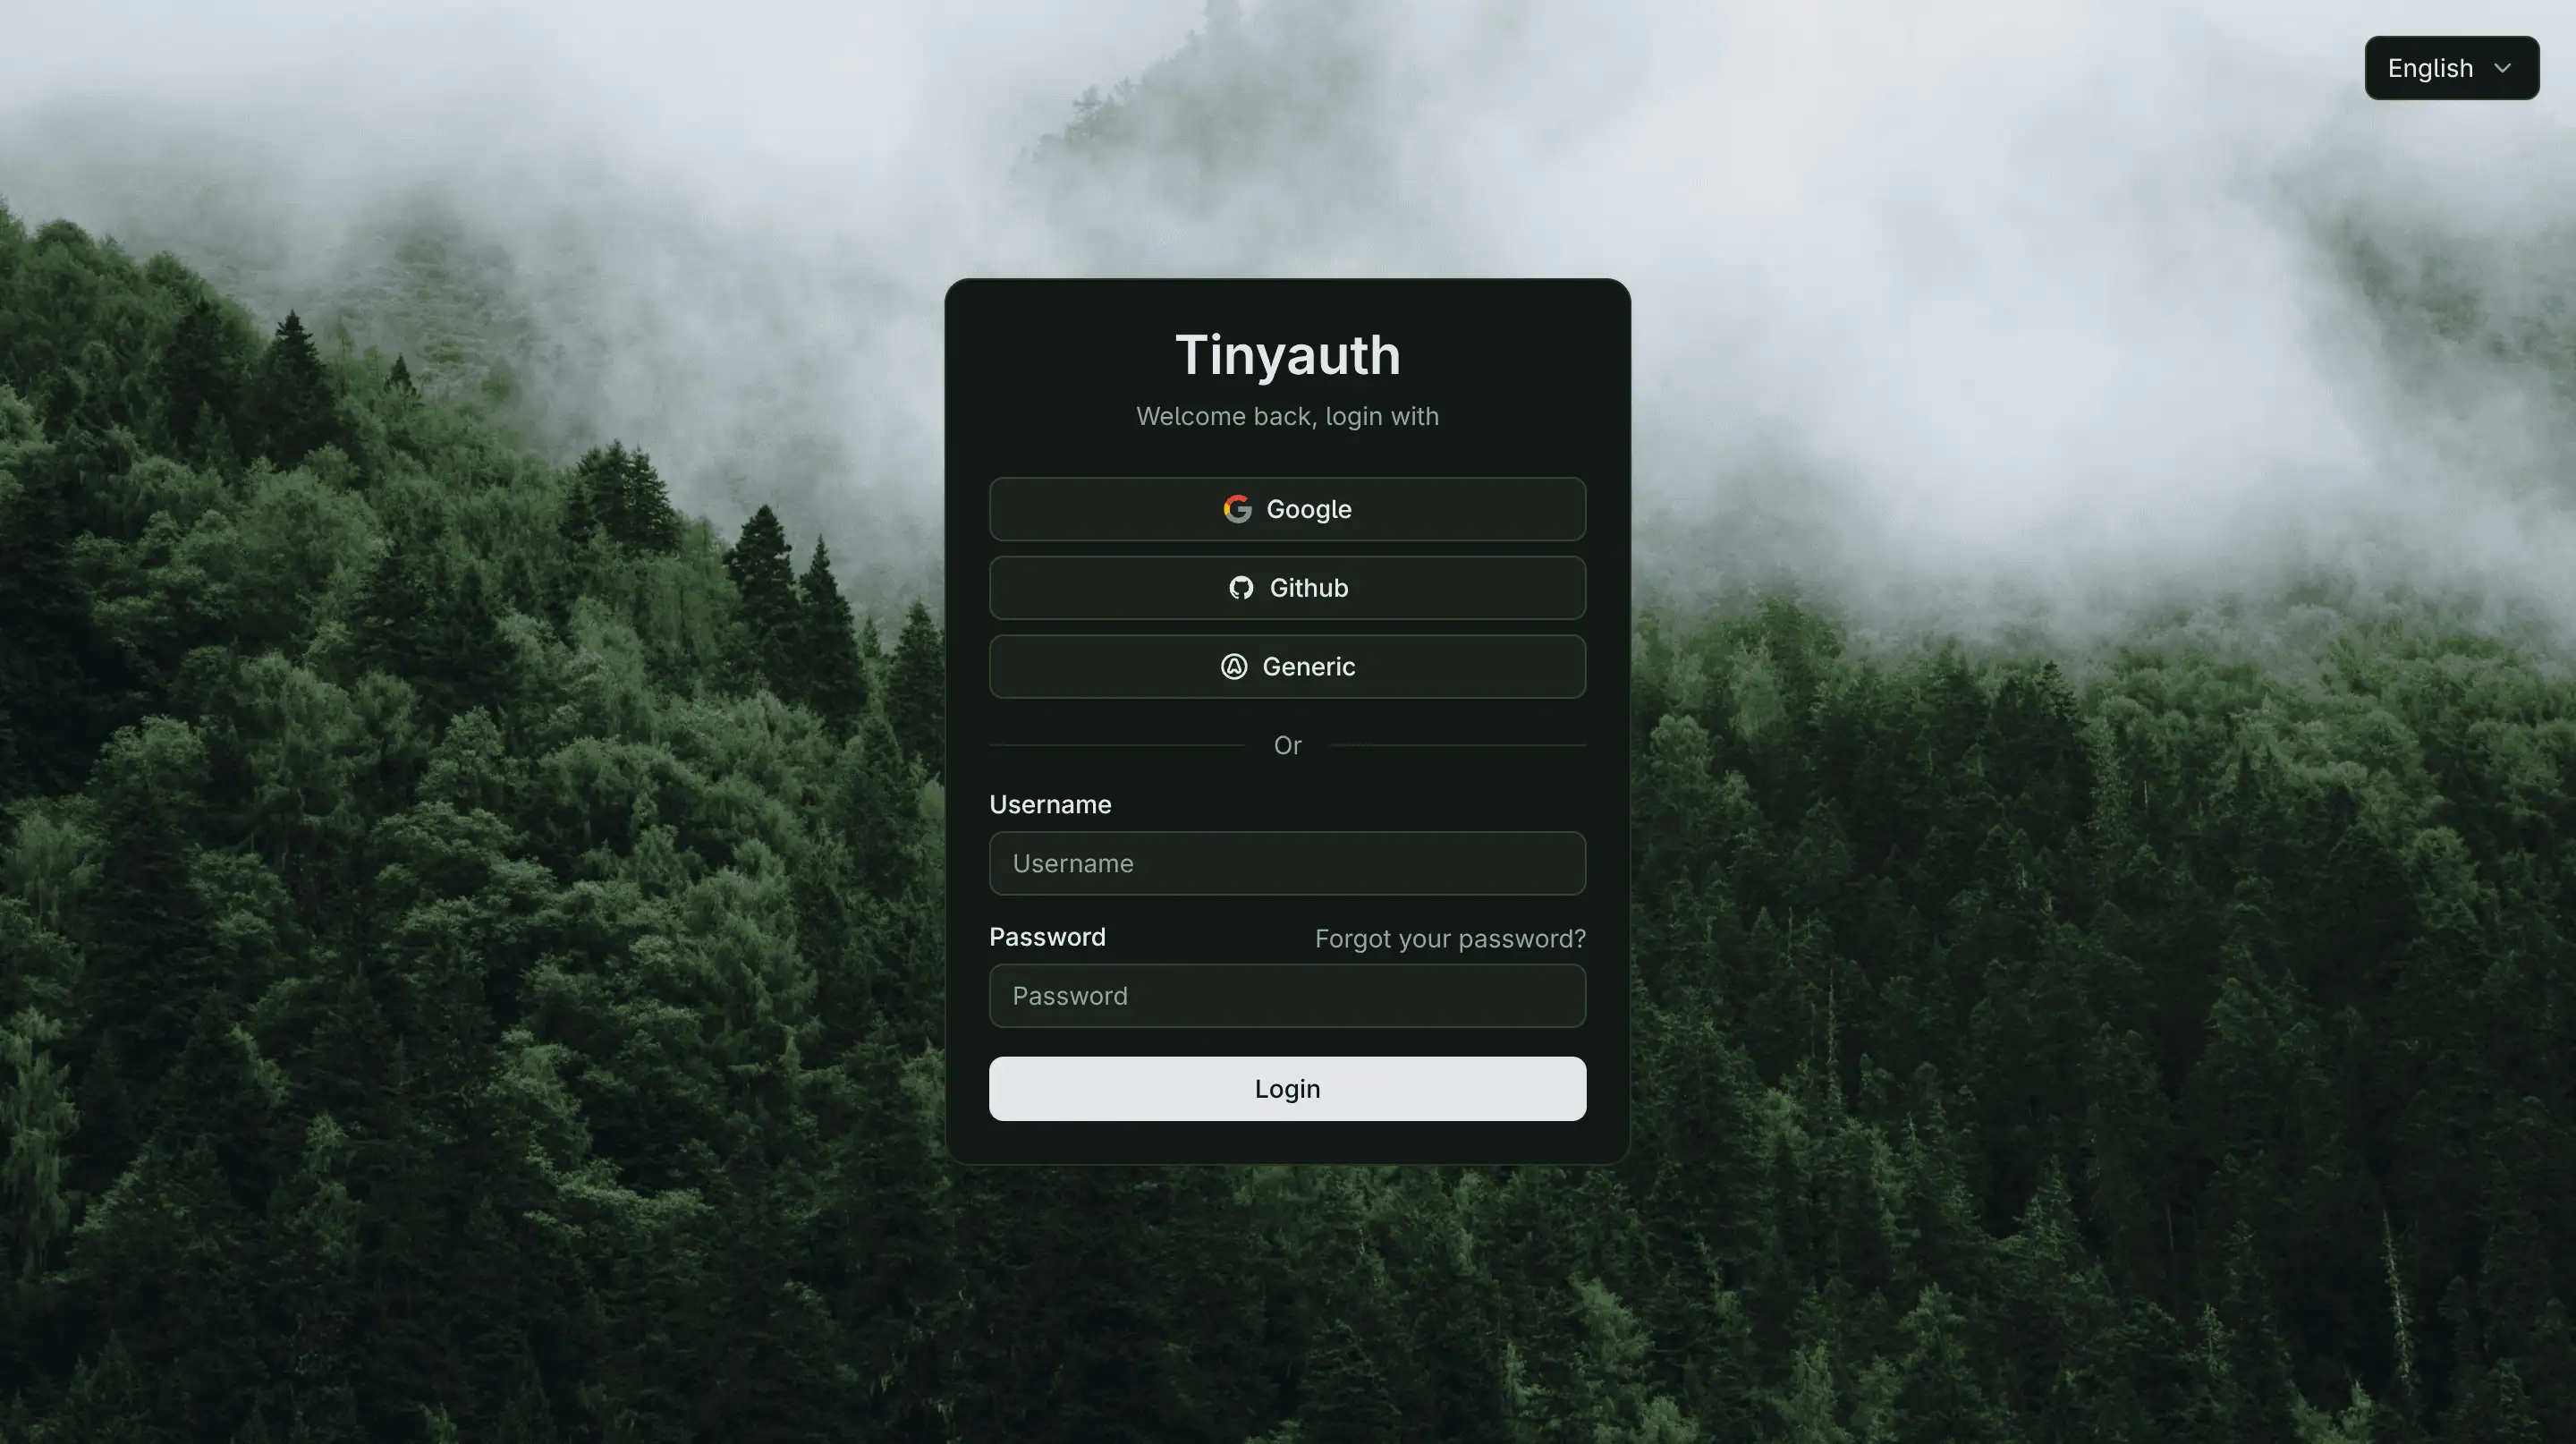 English
Tinyauth
Welcome back, login with
Google
Github
Generic
Or
Username
Username
Password Forgot your password?
Password
Login